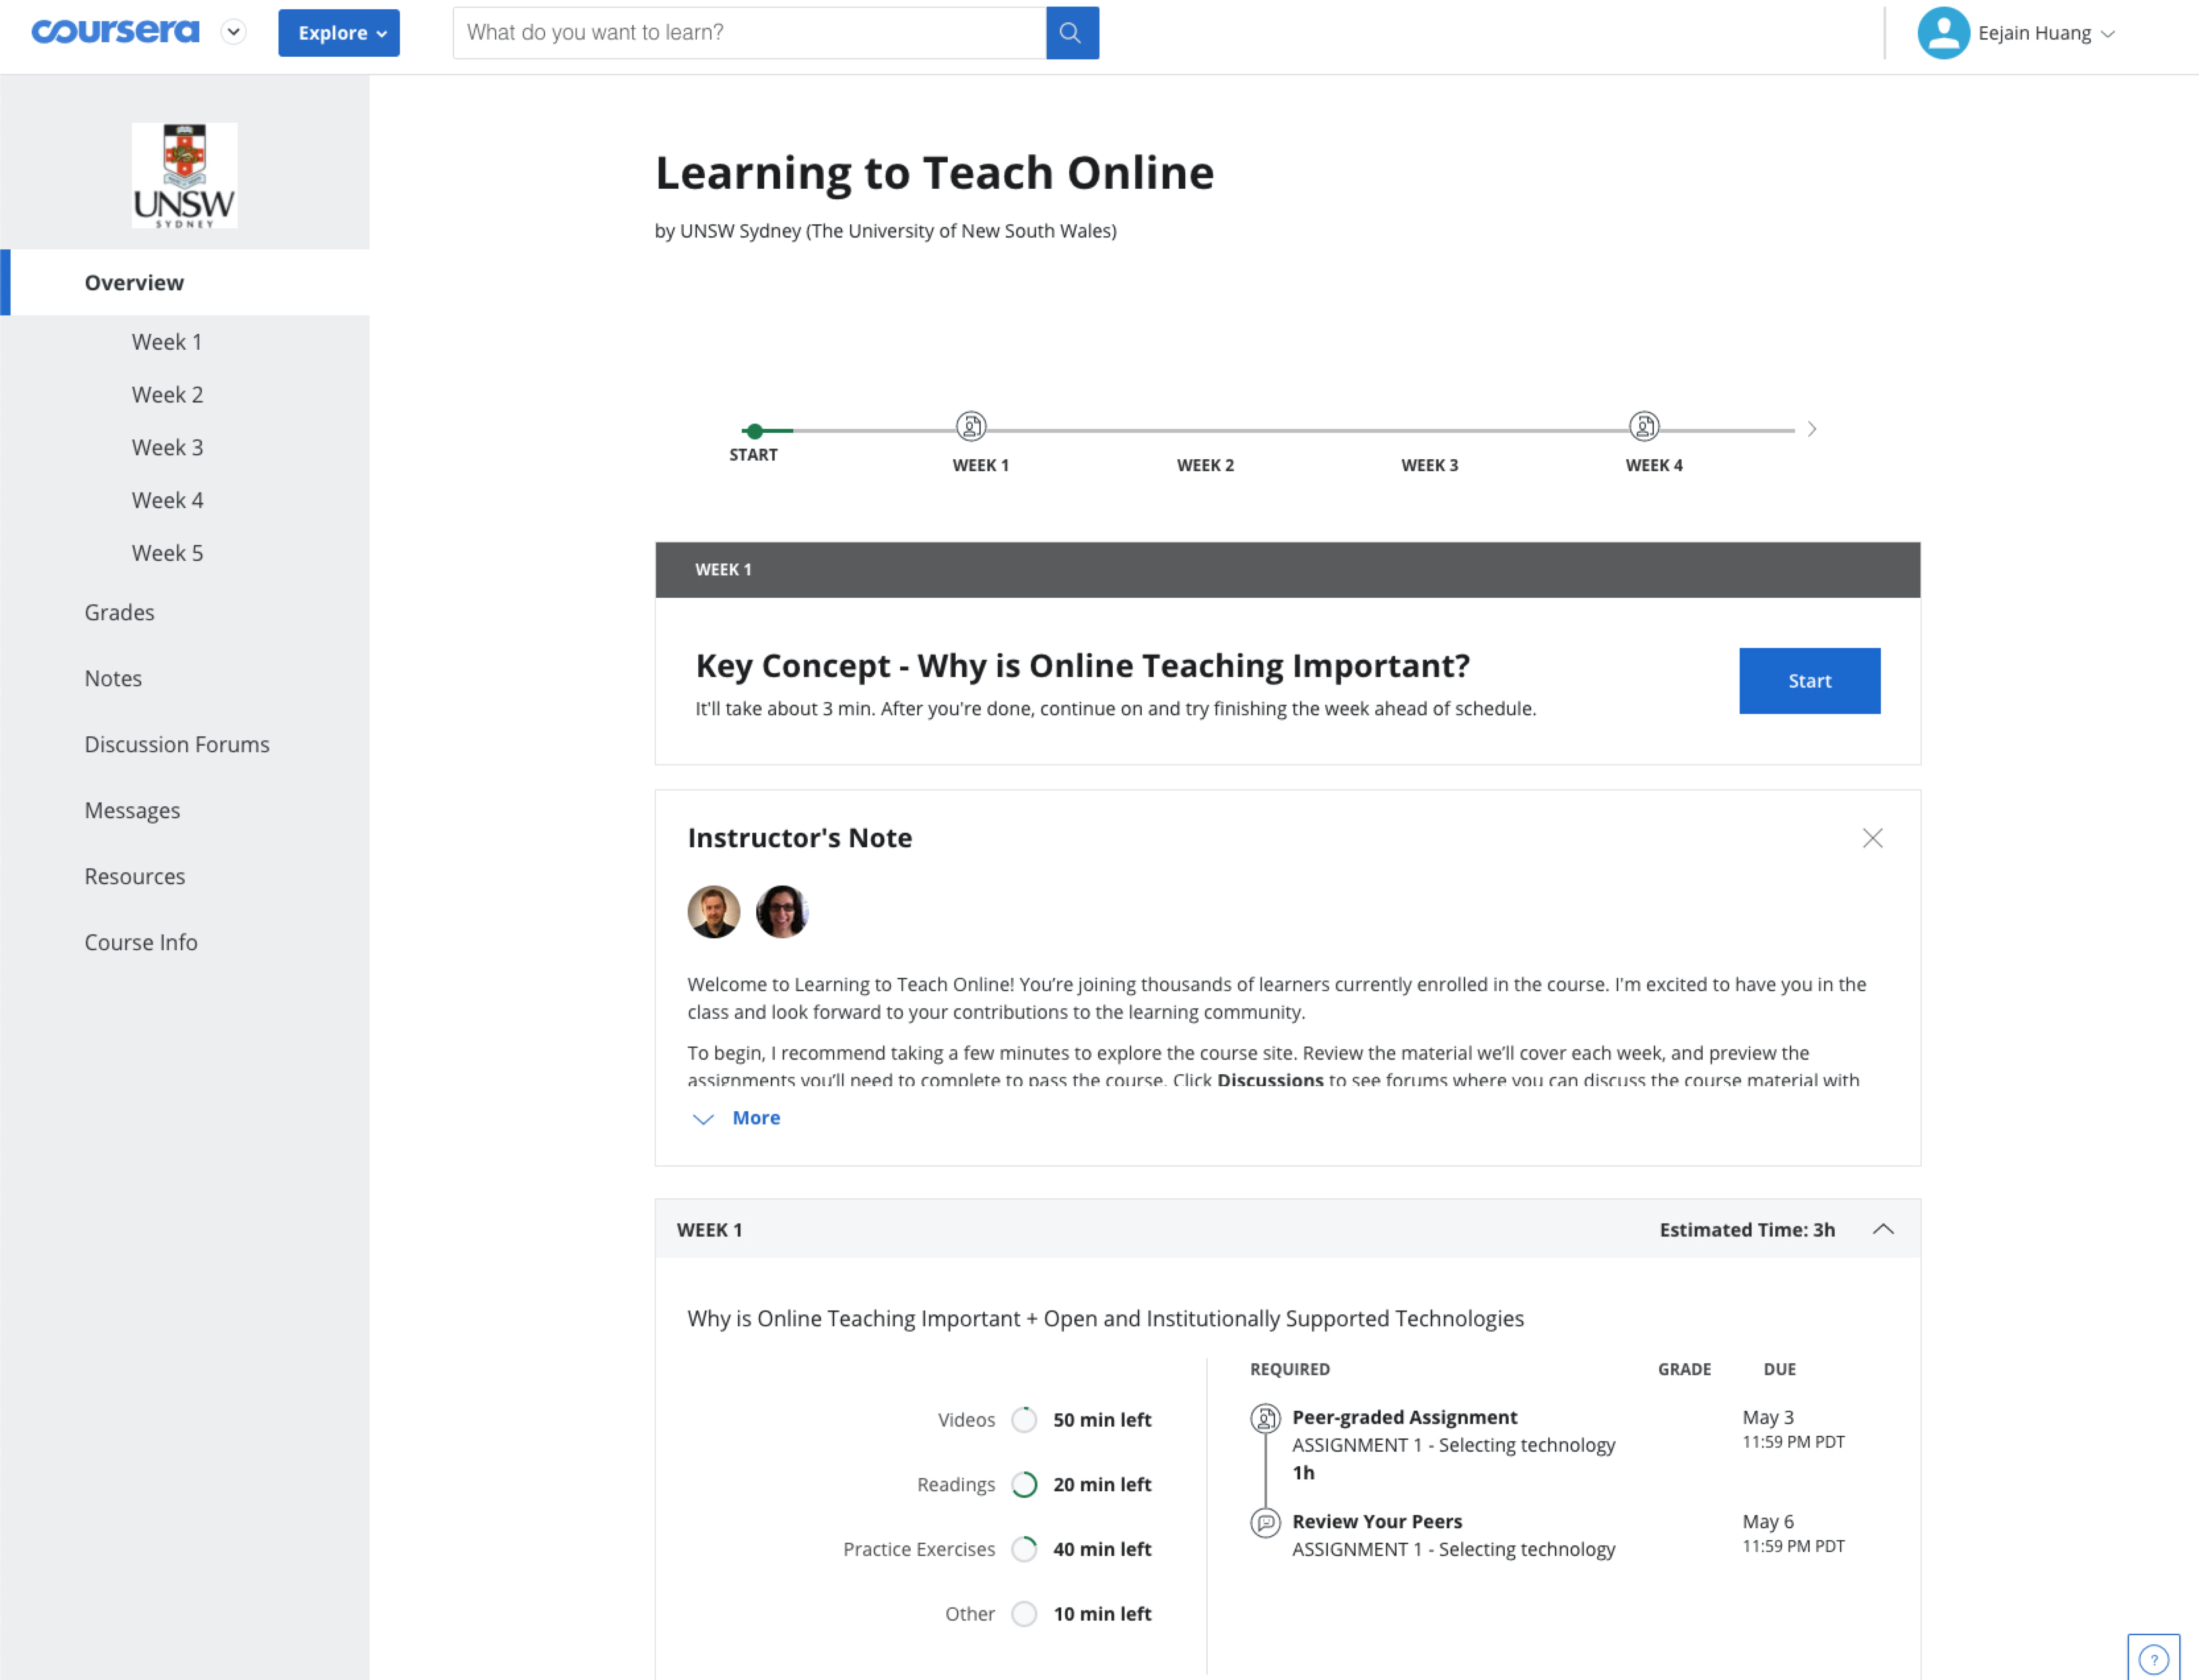 coursera
Explore
What do you want to learn?
Eejain Huang
UNSW
SYDNEY
Overview
Week 1
Week 2
Week 3
Week 4
Week 5
Grades
Notes
Discussion Forums
Messages
Resources
Course Info
Learning to Teach Online
by UNSW Sydney (The University of New South Wales)
START
WEEK 1
WEEK 2
WEEK 3
WEEK 4
WEEK 1
Key Concept - Why is Online Teaching Important?
It'll take about 3 min. After you're done, continue on and try finishing the week ahead of schedule.
Start
Instructor's Note
Welcome to Learning to Teach Online! You’re joining thousands of learners currently enrolled in the course. I'm excited to have you in the
class and look forward to your contributions to the learning community.
To begin, I recommend taking a few minutes to explore the course site. Review the material we’ll cover each week, and preview the
assignments you’ll need to complete to pass the course. Click Discussions to see forums where you can discuss the course material with
More
WEEK 1
Estimated Time: 3h
Why is Online Teaching Important + Open and Institutionally Supported Technologies
Videos 50 min left
Readings 20 min left
Practice Exercises 40 min left
Other 10 min left
REQUIRED GRADE DUE
Peer-graded Assignment May 3
ASSIGNMENT 1 - Selecting technology 11:59 PM PDT
1h
Review Your Peers May 6
ASSIGNMENT 1 - Selecting technology 11:59 PM PDT
?